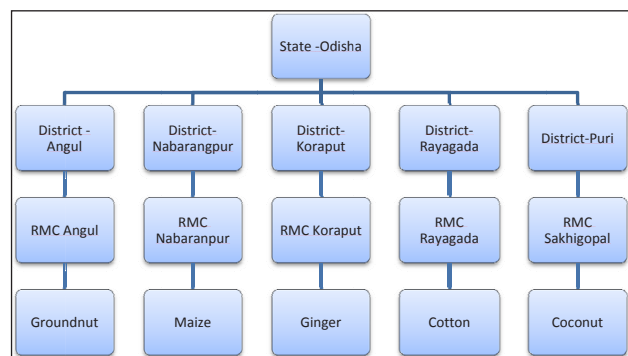 State -Odisha
District -
Angul
District-
Nabarangpur
District-
Koraput
District-
Rayagada
District-Puri
RMC Angul
RMC
Nabaranpur
RMC Koraput
RMC
Rayagada
RMC
Sakhigopal
Groundnut
Maize
Ginger
Cotton
Coconut